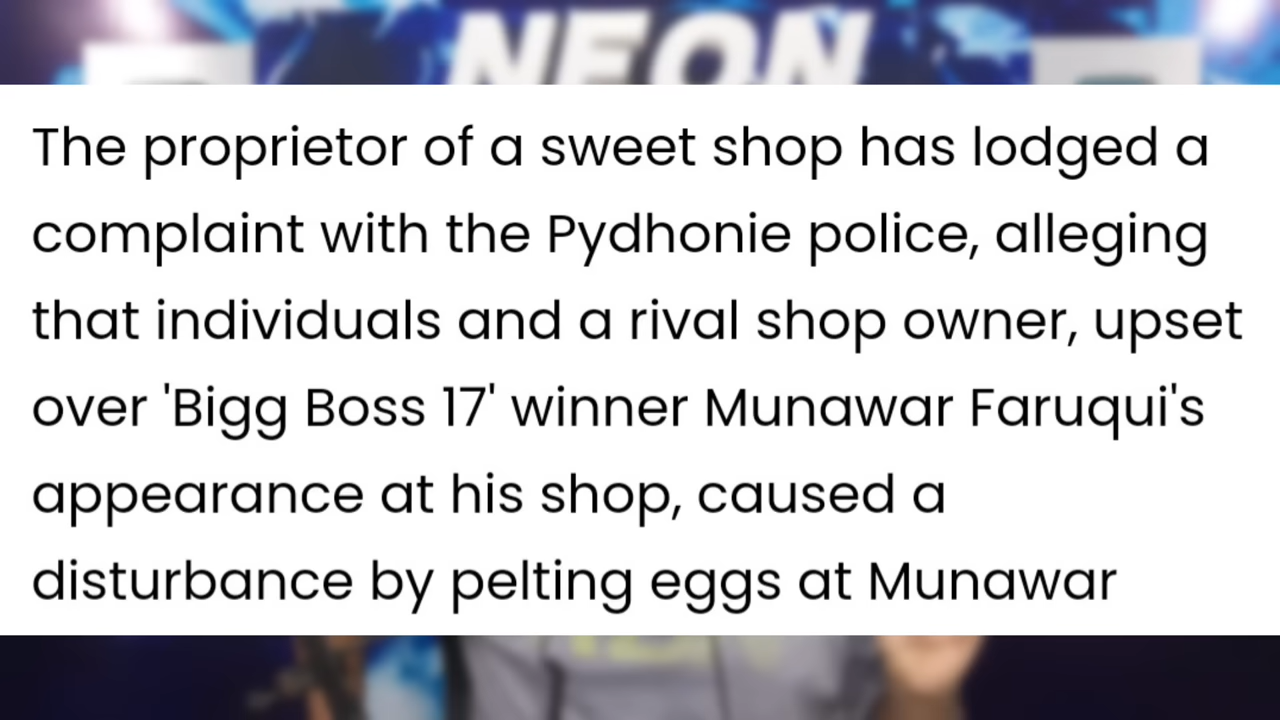 NEON
The proprietor of a sweet shop has lodged a
complaint with the Pydhonie police, alleging
that individuals and a rival shop owner, upset
over 'Bigg Boss 17' winner Munawar Faruqui's
appearance at his shop, caused a
disturbance by pelting eggs at Munawar